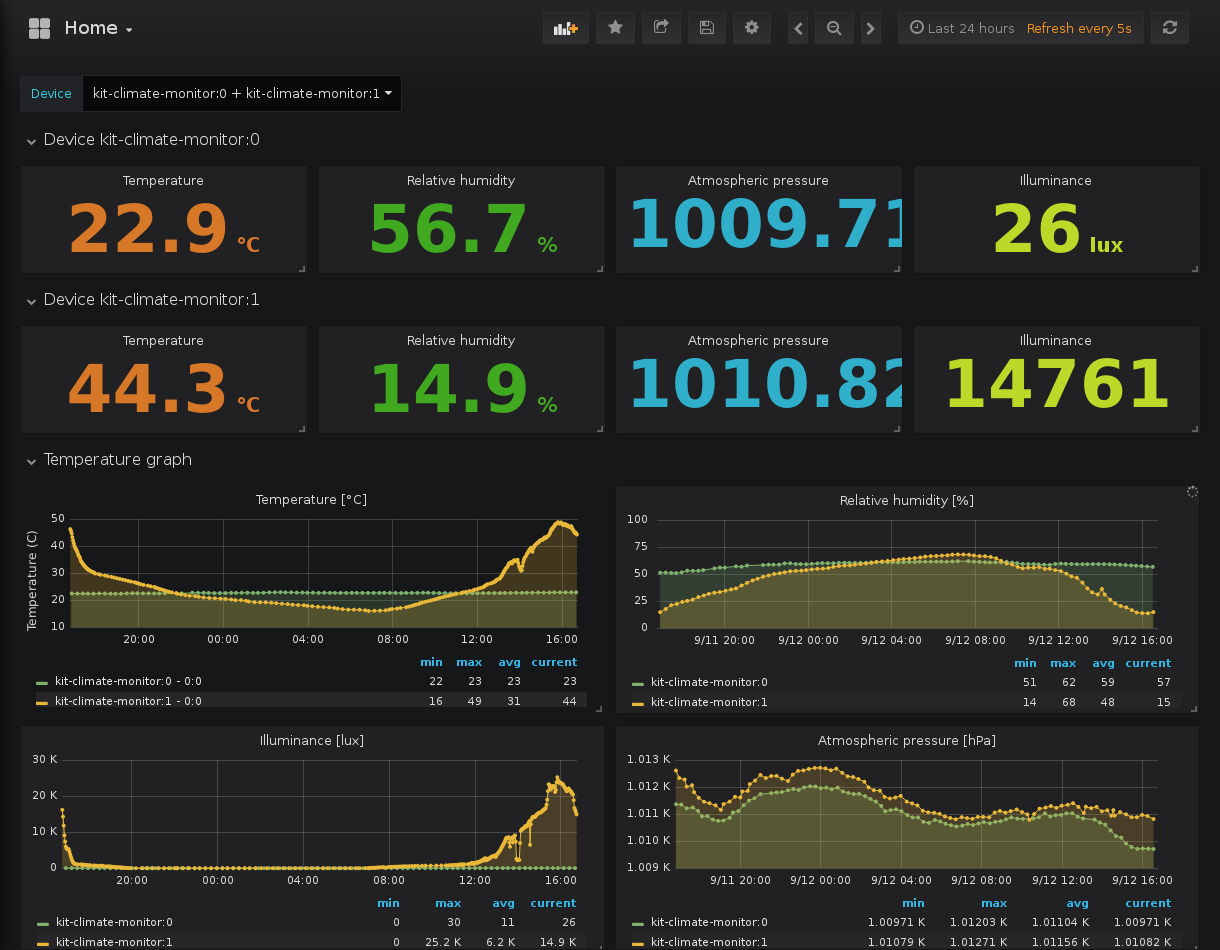 Home
Last 24 hours Refresh every 5s
Device kit-climate-monitor:0 + kit-climate-monitor:1
Device kit-climate-monitor:0
Temperature Relative humidity Atmospheric pressure Illuminance
22.9 °C 56.7 % 1009.71 26 lux
Device kit-climate-monitor:1
Temperature Relative humidity Atmospheric pressure Illuminance
44.3 °C 14.9 % 1010.82 14761
Temperature graph
Temperature [°C]
Temperature (C)
50
40
30
20
10
20:00 00:00 04:00 08:00 12:00 16:00
min max avg current
kit-climate-monitor:0 - 0:0 22 23 23 23
kit-climate-monitor:1 - 0:0 16 49 31 44
Relative humidity [%]
100
75
50
25
0
9/11 20:00 9/12 00:00 9/12 04:00 9/12 08:00 9/12 12:00 9/12 16:00
min max avg current
kit-climate-monitor:0 51 62 59 57
kit-climate-monitor:1 14 68 48 15
Illuminance [lux]
30 K
20 K
10 K
0
20:00 00:00 04:00 08:00 12:00 16:00
min max avg current
kit-climate-monitor:0 0 30 11 26
kit-climate-monitor:1 0 25.2 K 6.2 K 14.9 K
Atmospheric pressure [hPa]
1.013 K
1.012 K
1.011 K
1.010 K
1.009 K
9/11 20:00 9/12 00:00 9/12 04:00 9/12 08:00 9/12 12:00 9/12 16:00
min max avg current
kit-climate-monitor:0 1.00971 K 1.01203 K 1.01104 K 1.00971 K
kit-climate-monitor:1 1.01079 K 1.01271 K 1.01156 K 1.01082 K